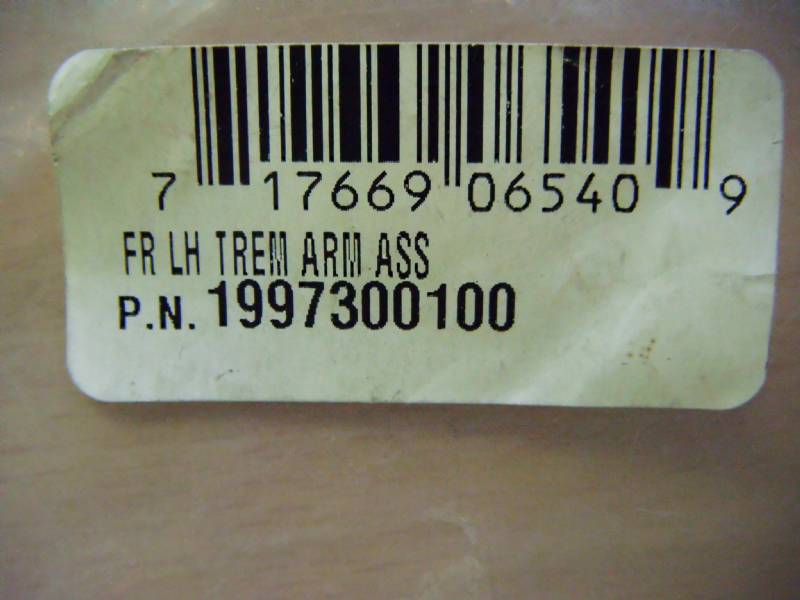 7 17669 06540 9
FR LH TREM ARM ASS
P.N. 1997300100